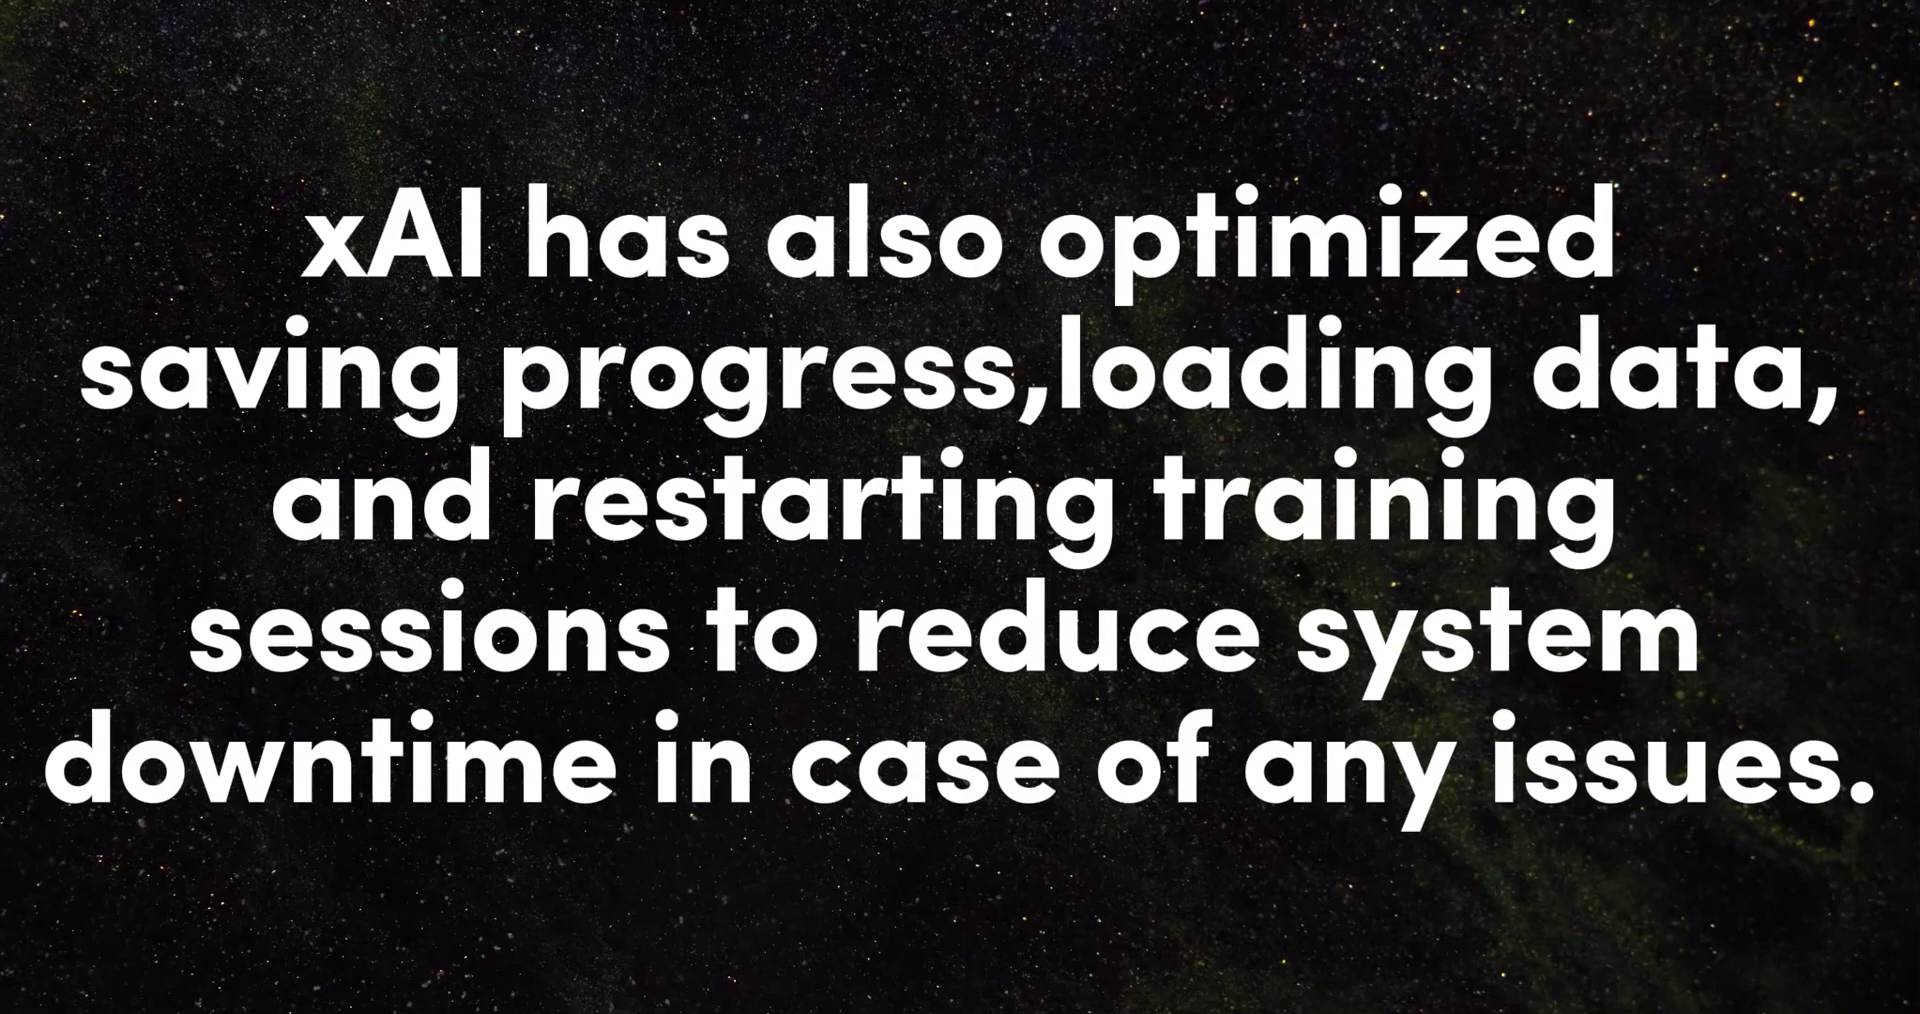 xAI has also optimized
saving progress,loading data,
and restarting training
sessions to reduce system
downtime in case of any issues.